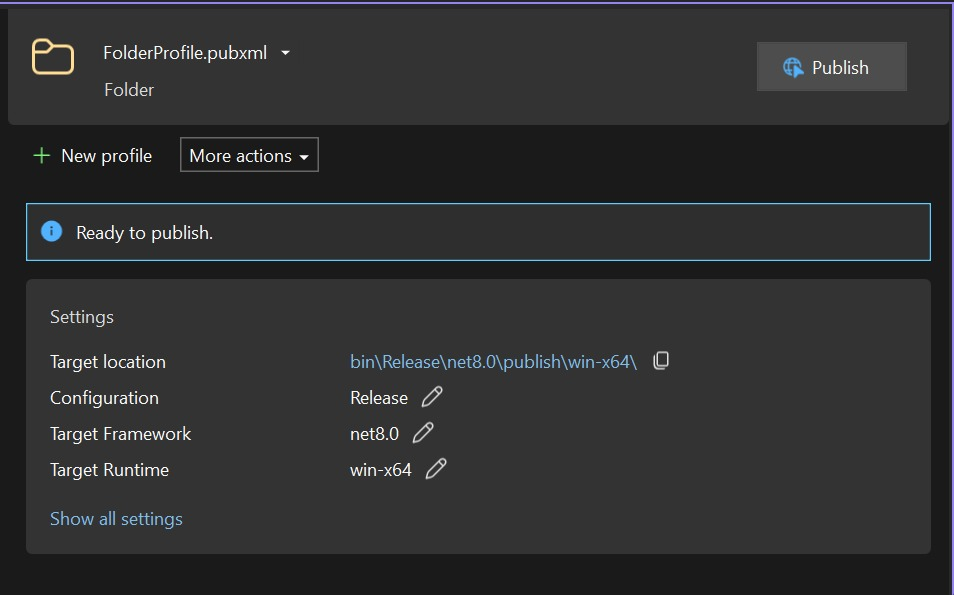 FolderProfile.pubxml
Folder
Publish
New profile
More actions
Ready to publish.
Settings
Target location bin\Release\net8.0\publish\win-x64\
Configuration Release
Target Framework net8.0
Target Runtime win-x64
Show all settings